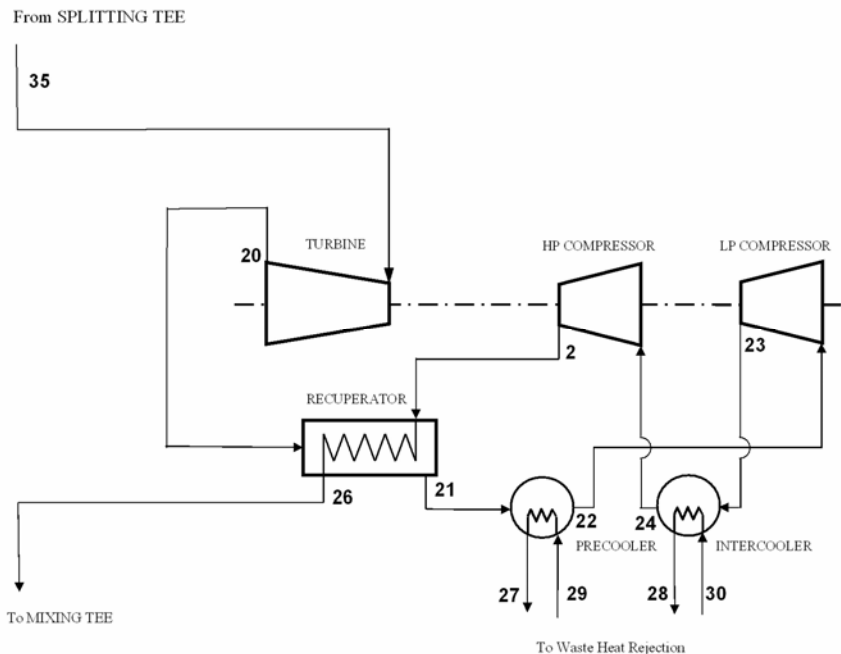 From SPLITTING TEE
35
20
TURBINE
HP COMPRESSOR
LP COMPRESSOR
2
23
RECUPERATOR
26
21
22
24
PRECOOLER
INTERCOOLER
27
29
28
30
To MIXING TEE
To Waste Heat Rejection